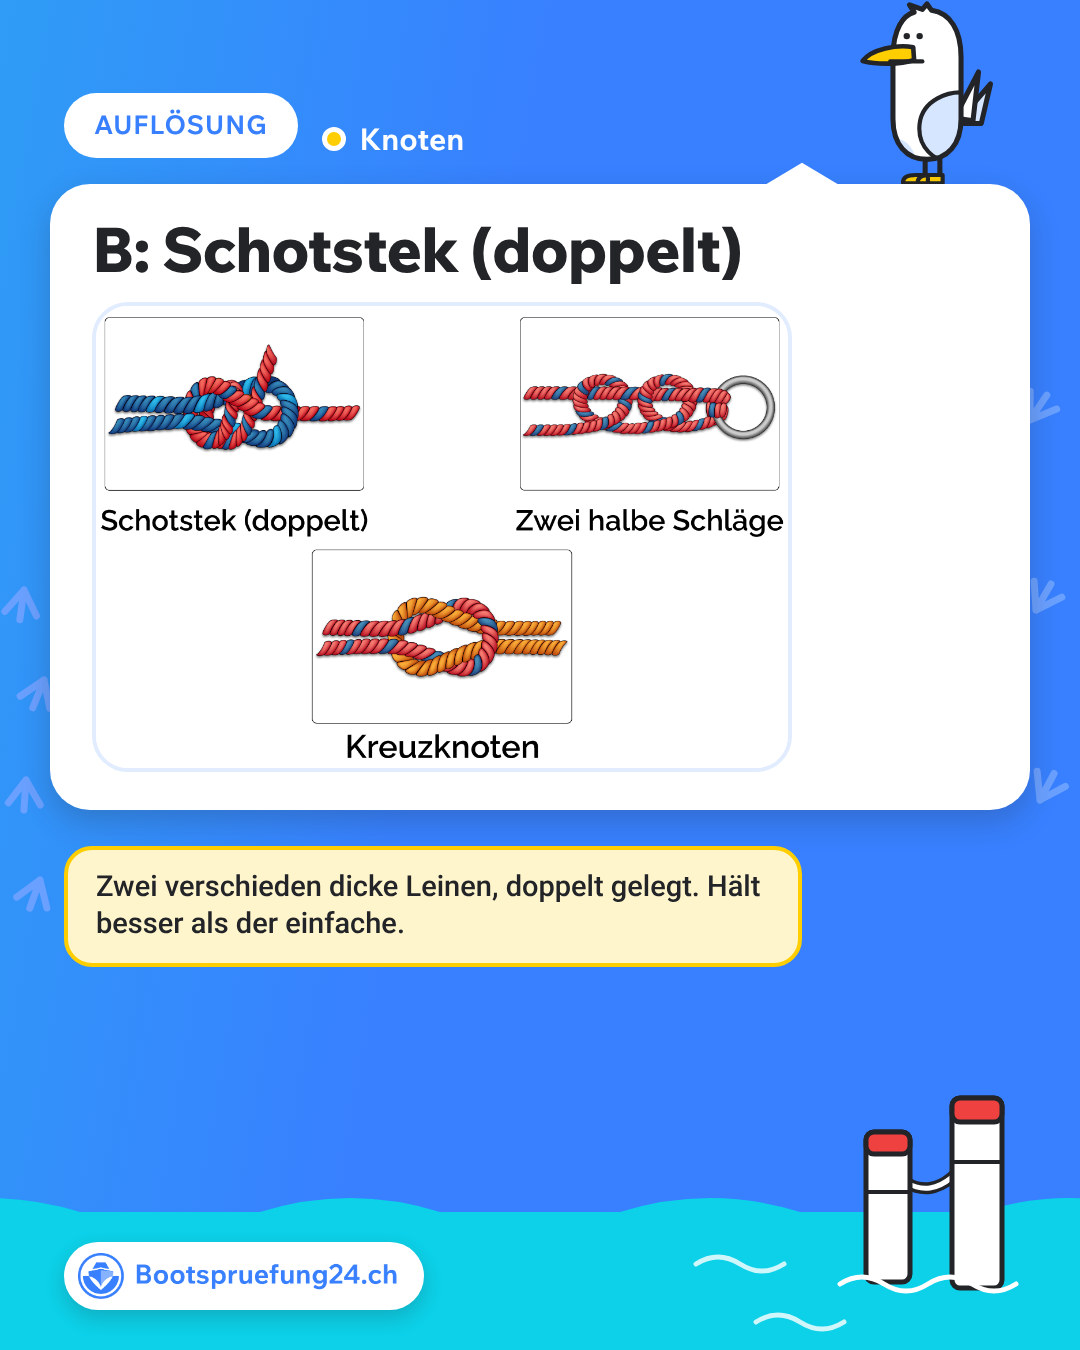 AUFLÖSUNG
Knoten
B: Schotstek (doppelt)
Schotstek (doppelt)
Zwei halbe Schläge
Kreuzknoten
Zwei verschieden dicke Leinen, doppelt gelegt. Hält
besser als der einfache.
Bootspruefung24.ch